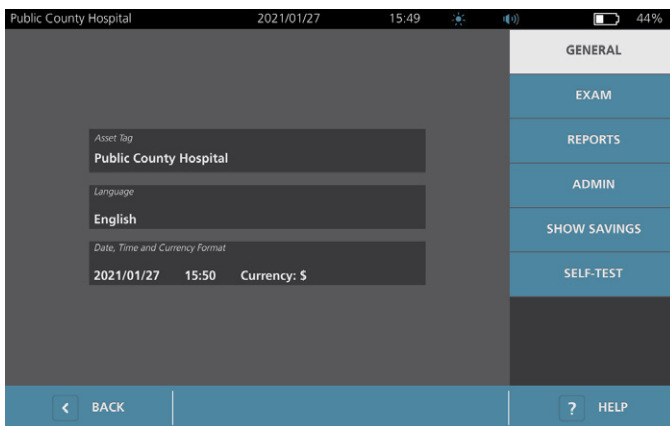 Public County Hospital 2021/01/27 15:49 44%
GENERAL
EXAM
REPORTS
ADMIN
SHOW SAVINGS
SELF-TEST
Asset Tag
Public County Hospital
Language
English
Date, Time and Currency Format
2021/01/27 15:50 Currency: $
< BACK
? HELP